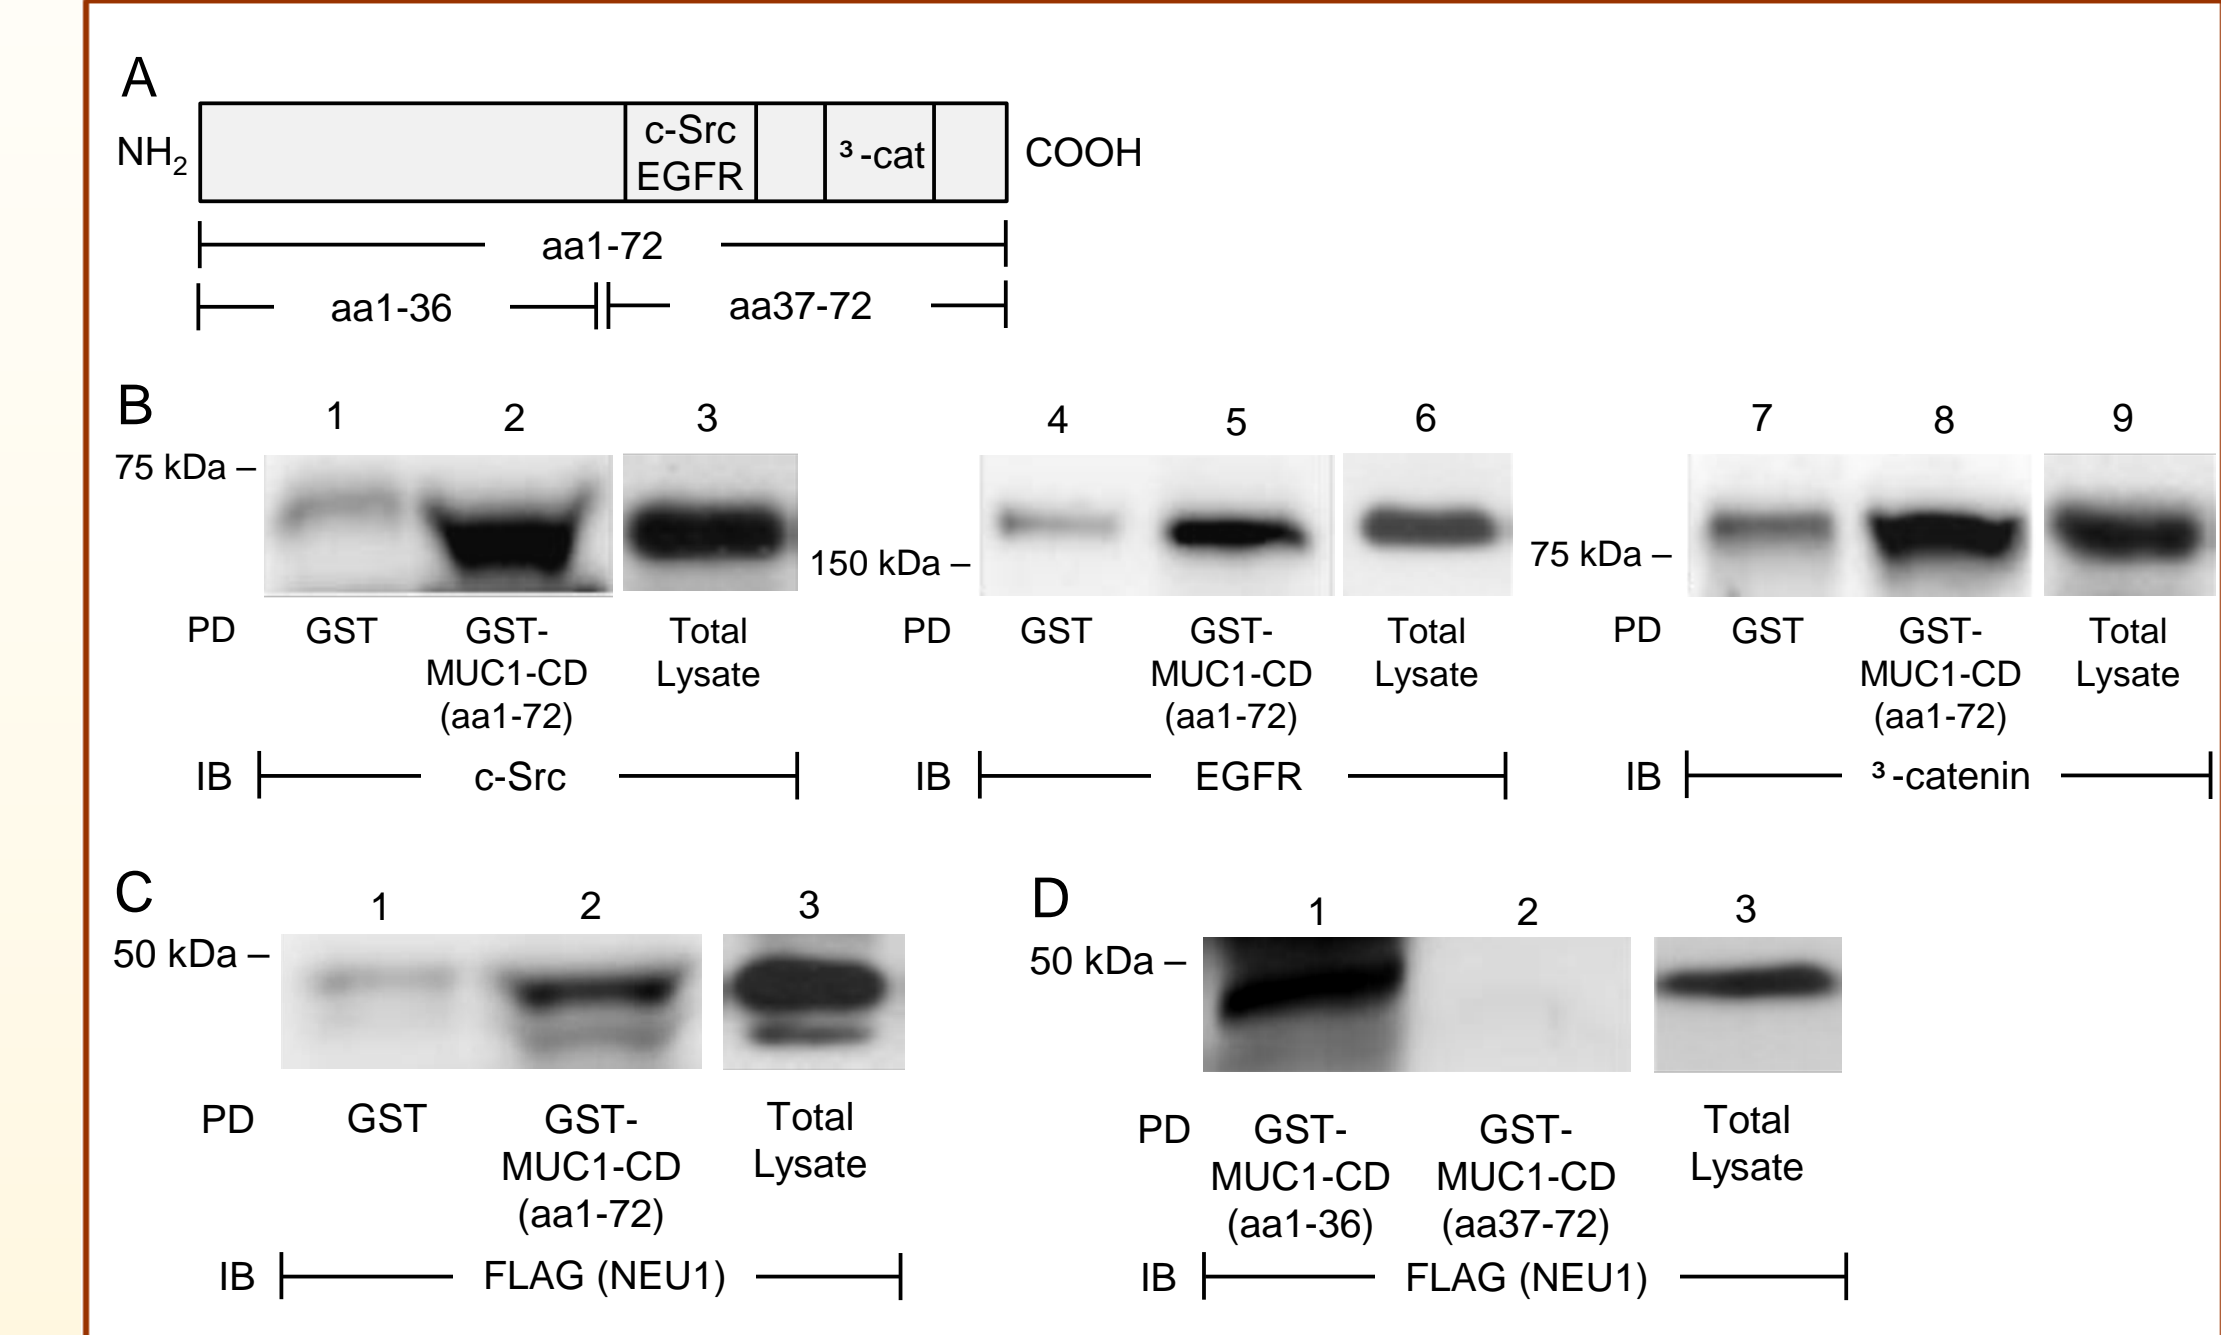 A
NH2
c-Src
EGFR
³-cat
COOH
aa1-72
aa1-36
aa37-72
B
1 2 3 4 5 6 7 8 9
75 kDa –
150 kDa –
75 kDa –
PD GST GST- Total PD GST GST- Total PD GST GST- Total
MUC1-CD Lysate MUC1-CD Lysate MUC1-CD Lysate
(aa1-72) (aa1-72) (aa1-72)
IB c-Src IB EGFR IB ³-catenin
C
1 2 3
50 kDa –
PD GST GST- Total
MUC1-CD Lysate
(aa1-72)
IB FLAG (NEU1)
D
1 2 3
50 kDa –
PD GST- GST- Total
MUC1-CD MUC1-CD Lysate
(aa1-36) (aa37-72)
IB FLAG (NEU1)